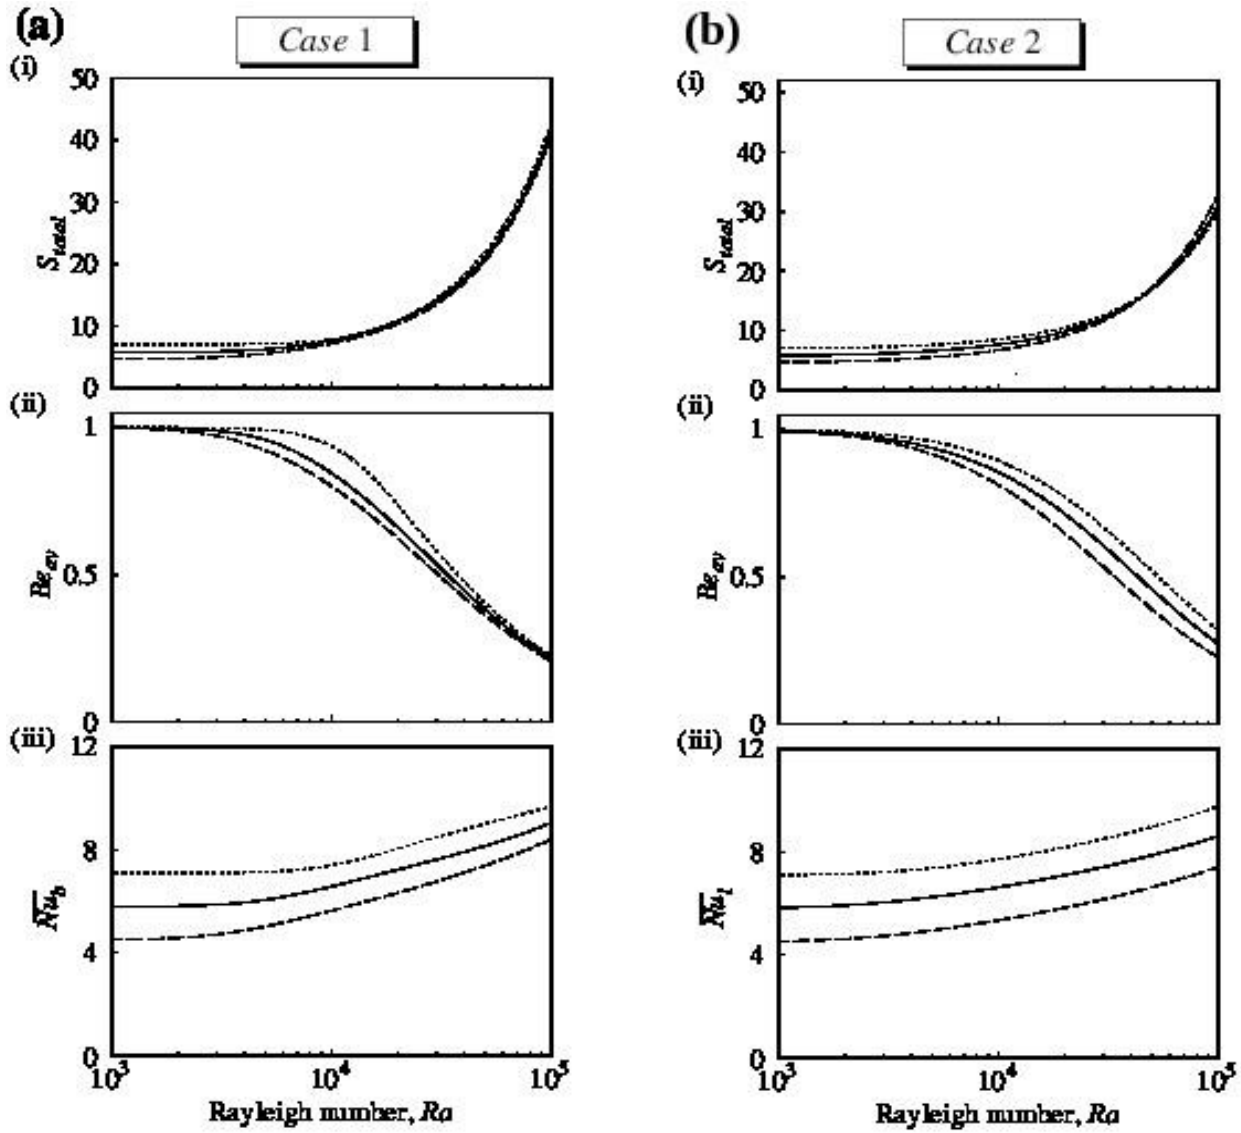 (a)
Case 1
(i)
50
40
30
20
10
0
S_total
(ii)
1
0.5
0
Be_av
(iii)
12
8
4
0
N̅u̅_b
10^3
10^4
10^5
Rayleigh number, Ra
(b)
Case 2
(i)
50
40
30
20
10
0
S_total
(ii)
1
0.5
0
Be_av
(iii)
12
8
4
0
N̅u̅_l
10^3
10^4
10^5
Rayleigh number, Ra